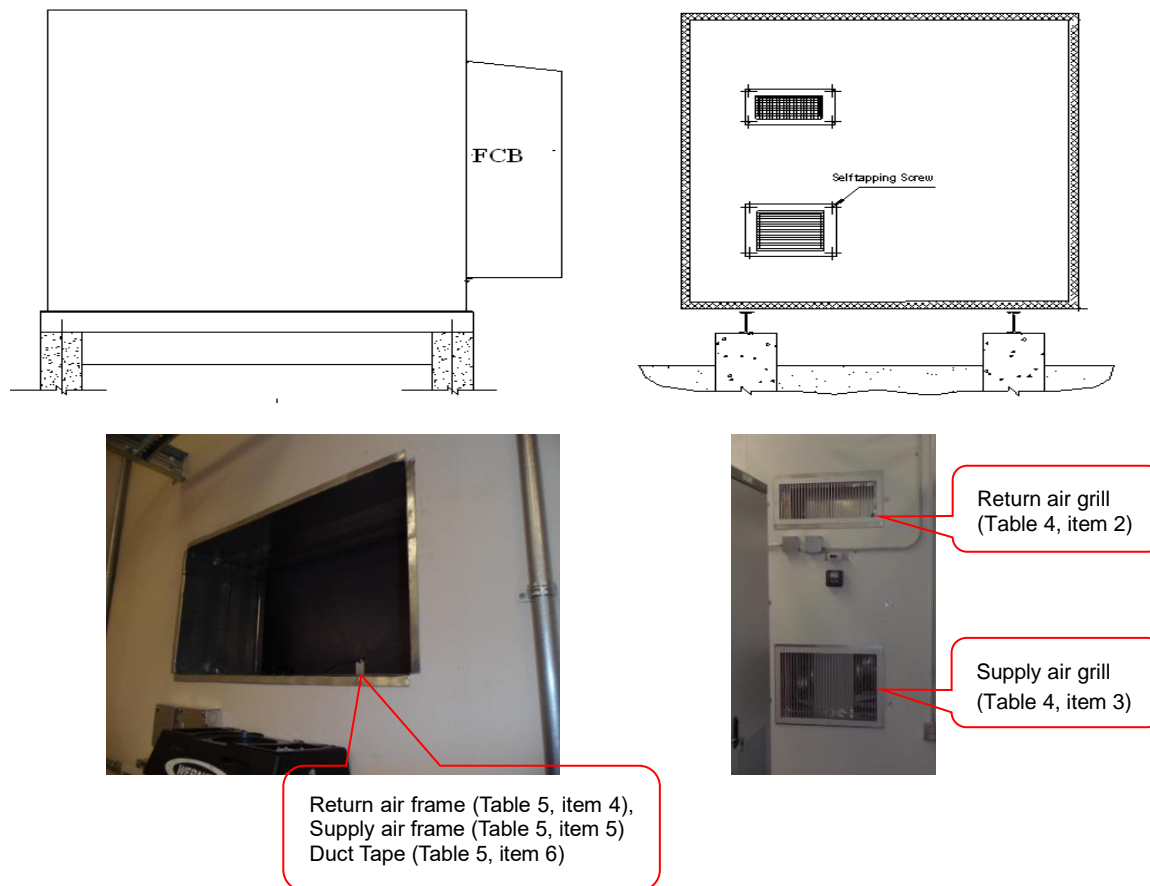 FCB
Selftapping Screw
Return air grill
(Table 4, item 2)
Supply air grill
(Table 4, item 3)
Return air frame (Table 5, item 4),
Supply air frame (Table 5, item 5)
Duct Tape (Table 5, item 6)